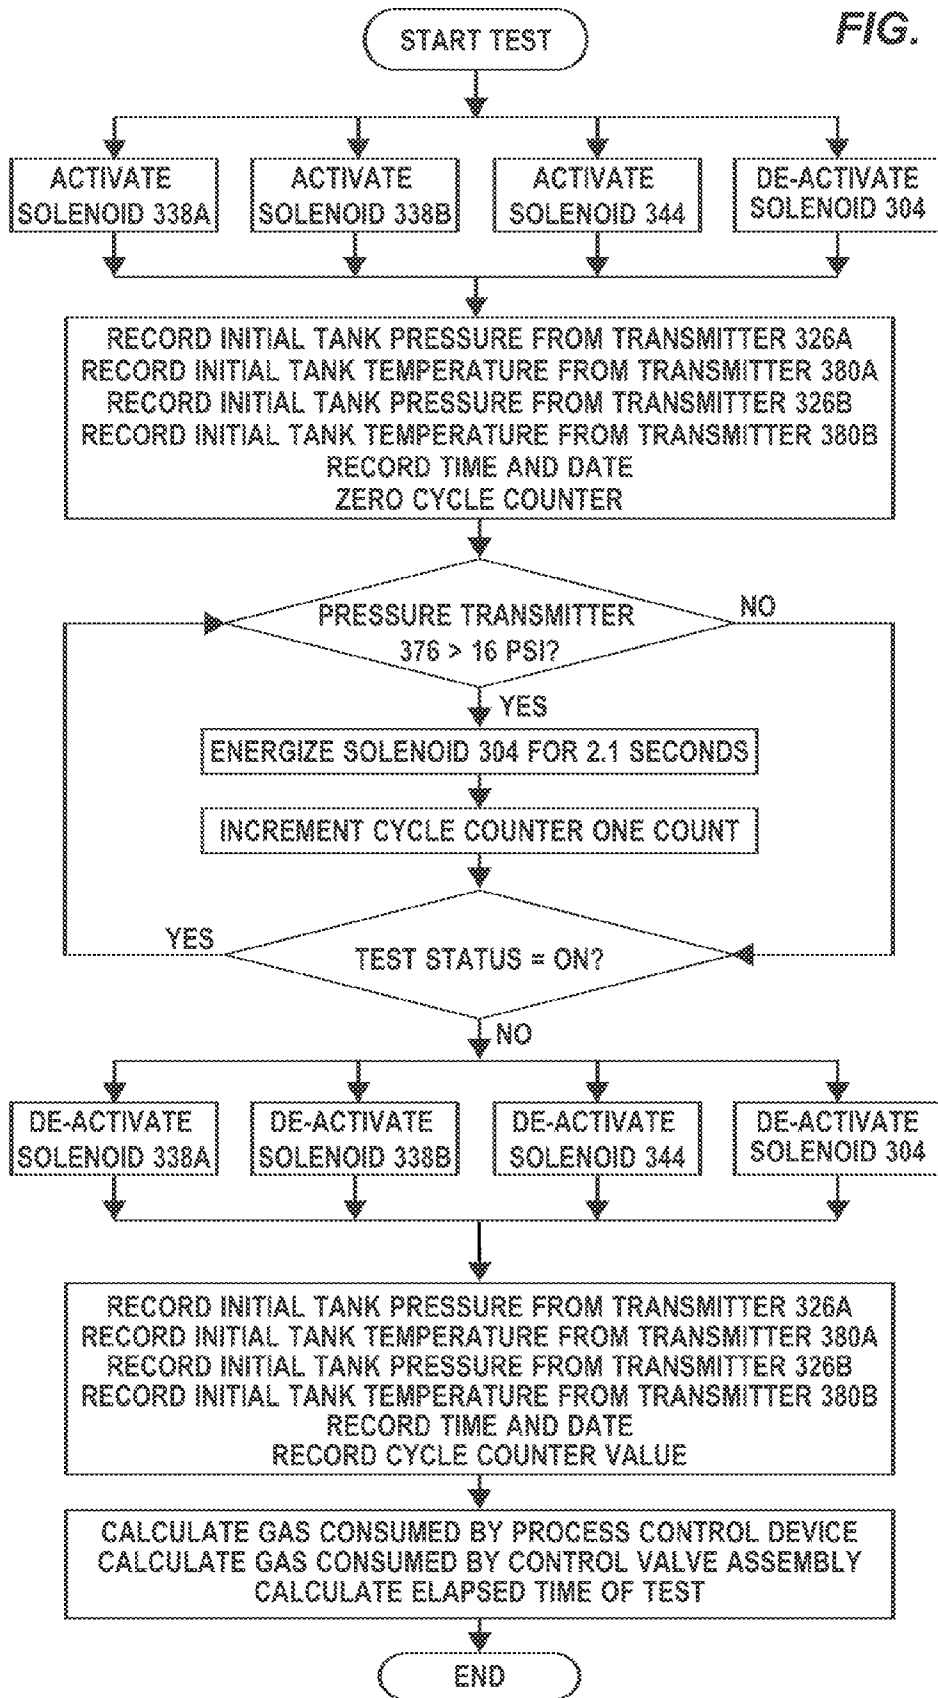 FIG.
START TEST
ACTIVATE
SOLENOID 338A
ACTIVATE
SOLENOID 338B
ACTIVATE
SOLENOID 344
DE-ACTIVATE
SOLENOID 304
RECORD INITIAL TANK PRESSURE FROM TRANSMITTER 326A
RECORD INITIAL TANK TEMPERATURE FROM TRANSMITTER 380A
RECORD INITIAL TANK PRESSURE FROM TRANSMITTER 326B
RECORD INITIAL TANK TEMPERATURE FROM TRANSMITTER 380B
RECORD TIME AND DATE
ZERO CYCLE COUNTER
PRESSURE TRANSMITTER
376 > 16 PSI?
NO
YES
ENERGIZE SOLENOID 304 FOR 2.1 SECONDS
INCREMENT CYCLE COUNTER ONE COUNT
YES
TEST STATUS = ON?
NO
DE-ACTIVATE
SOLENOID 338A
DE-ACTIVATE
SOLENOID 338B
DE-ACTIVATE
SOLENOID 344
DE-ACTIVATE
SOLENOID 304
RECORD INITIAL TANK PRESSURE FROM TRANSMITTER 326A
RECORD INITIAL TANK TEMPERATURE FROM TRANSMITTER 380A
RECORD INITIAL TANK PRESSURE FROM TRANSMITTER 326B
RECORD INITIAL TANK TEMPERATURE FROM TRANSMITTER 380B
RECORD TIME AND DATE
RECORD CYCLE COUNTER VALUE
CALCULATE GAS CONSUMED BY PROCESS CONTROL DEVICE
CALCULATE GAS CONSUMED BY CONTROL VALVE ASSEMBLY
CALCULATE ELAPSED TIME OF TEST
END